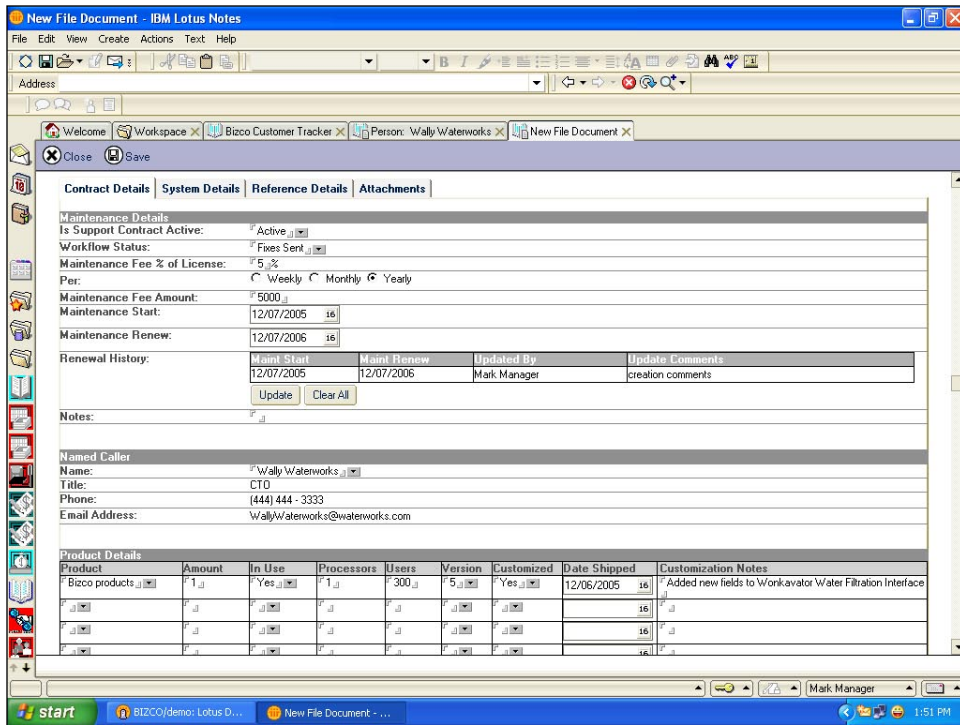 New File Document - IBM Lotus Notes
File Edit View Create Actions Text Help
B I
ABC
Address
Welcome Workspace Bizco Customer Tracker Person: Wally Waterworks New File Document
Close Save
Contract Details System Details Reference Details Attachments
Maintenance Details
Is Support Contract Active: Active
Workflow Status: Fixes Sent
Maintenance Fee % of License: 5 %
Per: Weekly Monthly Yearly
Maintenance Fee Amount: 5000
Maintenance Start: 12/07/2005 16
Maintenance Renew: 12/07/2006 16
Renewal History: Maint Start Maint Renew Updated By Update Comments
12/07/2005 12/07/2006 Mark Manager creation comments
Update Clear All
Notes:
Named Caller
Name: Wally Waterworks
Title: CTO
Phone: (444) 444 - 3333
Email Address: WallyWaterworks@waterworks.com
Product Details
Product Amount In Use Processors Users Version Customized Date Shipped Customization Notes
Bizco products 1 Yes 1 300 5 Yes 12/06/2005 16 Added new fields to Wonkavator Water Filtration Interface
16
16
16
Mark Manager
start BIZCO/demo: Lotus D... New File Document - ... 1:51 PM